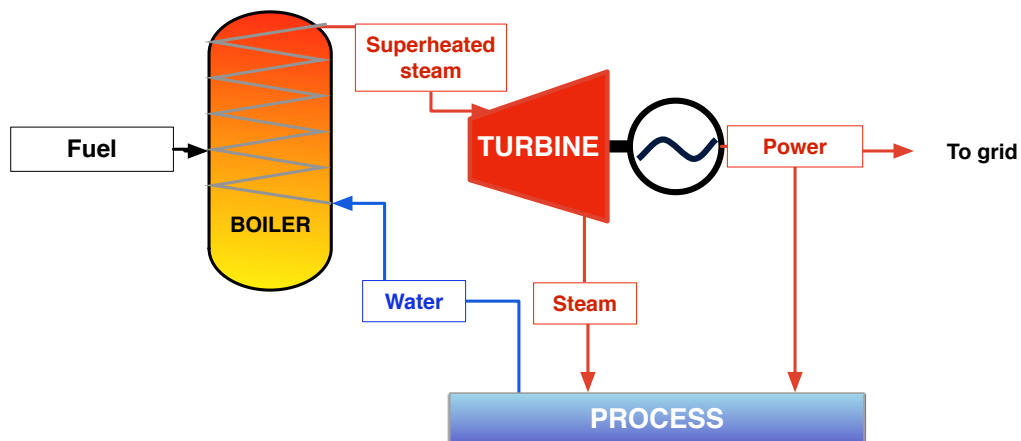 Superheated
steam
Fuel
TURBINE
Power
To grid
BOILER
Water
Steam
PROCESS